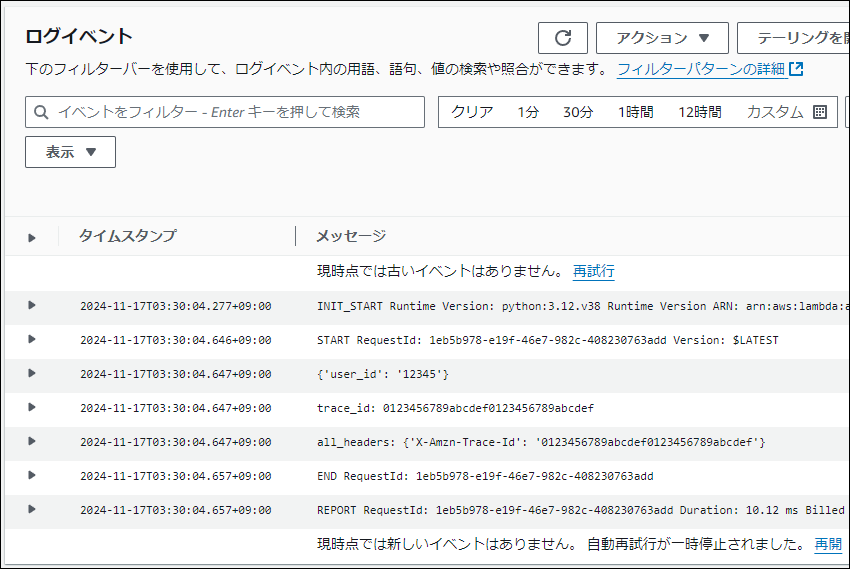 ログイベント
アクション ▼
テーリングを開
下のフィルターバーを使用して、ログイベント内の用語、語句、値の検索や照合ができます。 フィルターパターンの詳細
イベントをフィルター - Enter キーを押して検索
クリア 1分 30分 1時間 12時間 カスタム
表示 ▼
タイムスタンプ メッセージ
現時点では古いイベントはありません。 再試行
2024-11-17T03:30:04.277+09:00 INIT_START Runtime Version: python:3.12.v38 Runtime Version ARN: arn:aws:lambda:a
2024-11-17T03:30:04.646+09:00 START RequestId: 1eb5b978-e19f-46e7-982c-408230763add Version: $LATEST
2024-11-17T03:30:04.647+09:00 {'user_id': '12345'}
2024-11-17T03:30:04.647+09:00 trace_id: 0123456789abcdef0123456789abcdef
2024-11-17T03:30:04.647+09:00 all_headers: {'X-Amzn-Trace-Id': '0123456789abcdef0123456789abcdef'}
2024-11-17T03:30:04.657+09:00 END RequestId: 1eb5b978-e19f-46e7-982c-408230763add
2024-11-17T03:30:04.657+09:00 REPORT RequestId: 1eb5b978-e19f-46e7-982c-408230763add Duration: 10.12 ms Billed
現時点では新しいイベントはありません。 自動再試行が一時停止されました。 再開